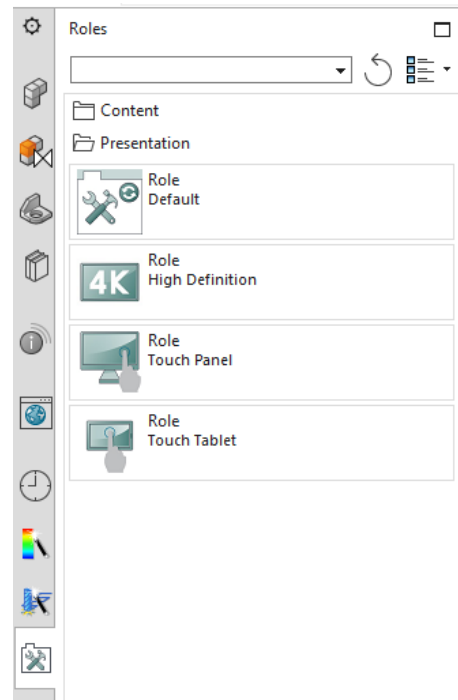 Roles
Content
Presentation
Role
Default
4K
Role
High Definition
Role
Touch Panel
Role
Touch Tablet